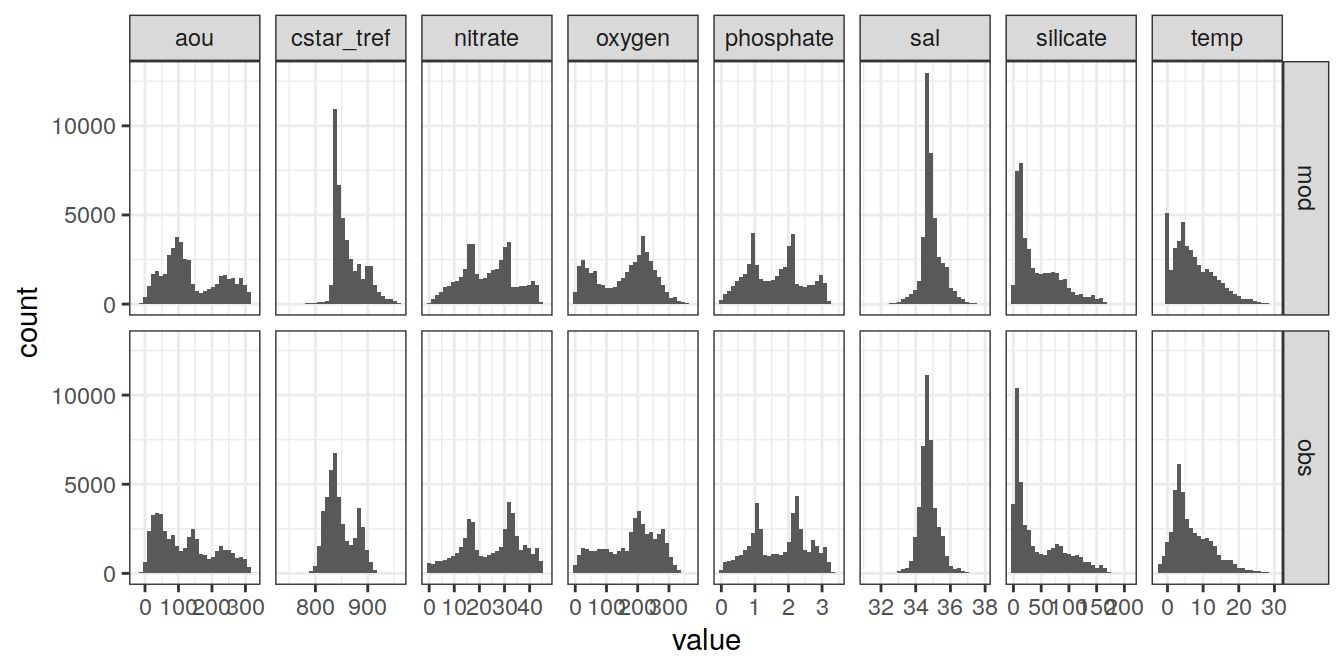 aou cstar_tref nitrate oxygen phosphate sal silicate temp
10000
5000
0
mod
count
10000
5000
0
obs
0 100 200 300 800 900 0 10 20 30 40 0 100 200 300 0 1 2 3 32 34 36 38 0 50 100 150 200 0 10 20 30
value